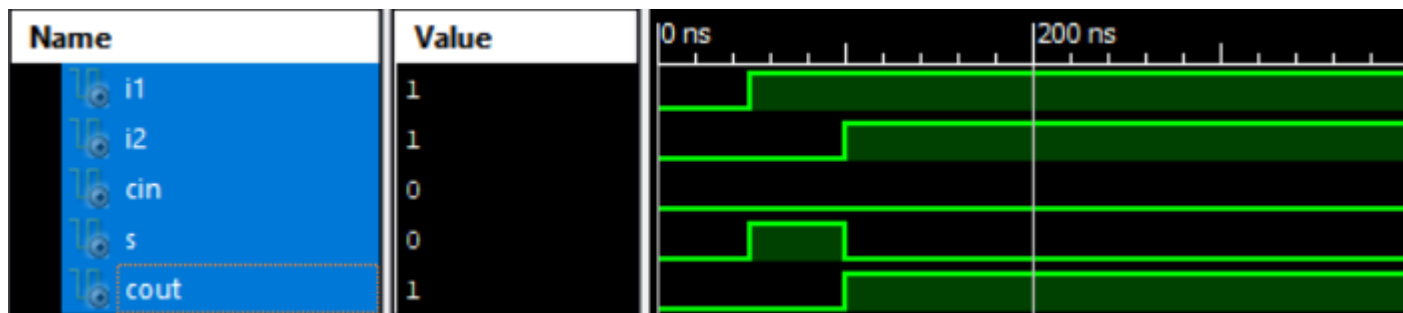 Name Value 0 ns 200 ns
i1 1
i2 1
cin 0
s 0
cout 1